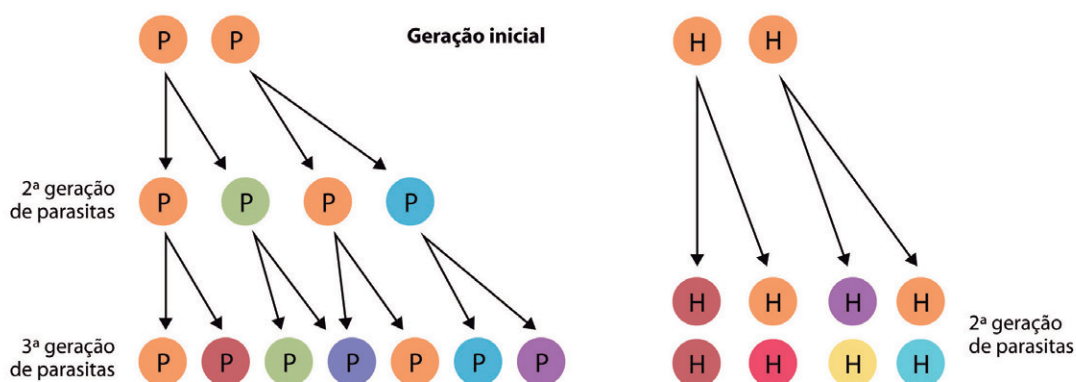 P P Geração inicial H H
2ª geração
de parasitas
P P P P
H H H H
3ª geração
de parasitas
P P P P P P P
H H H H
2ª geração
de parasitas